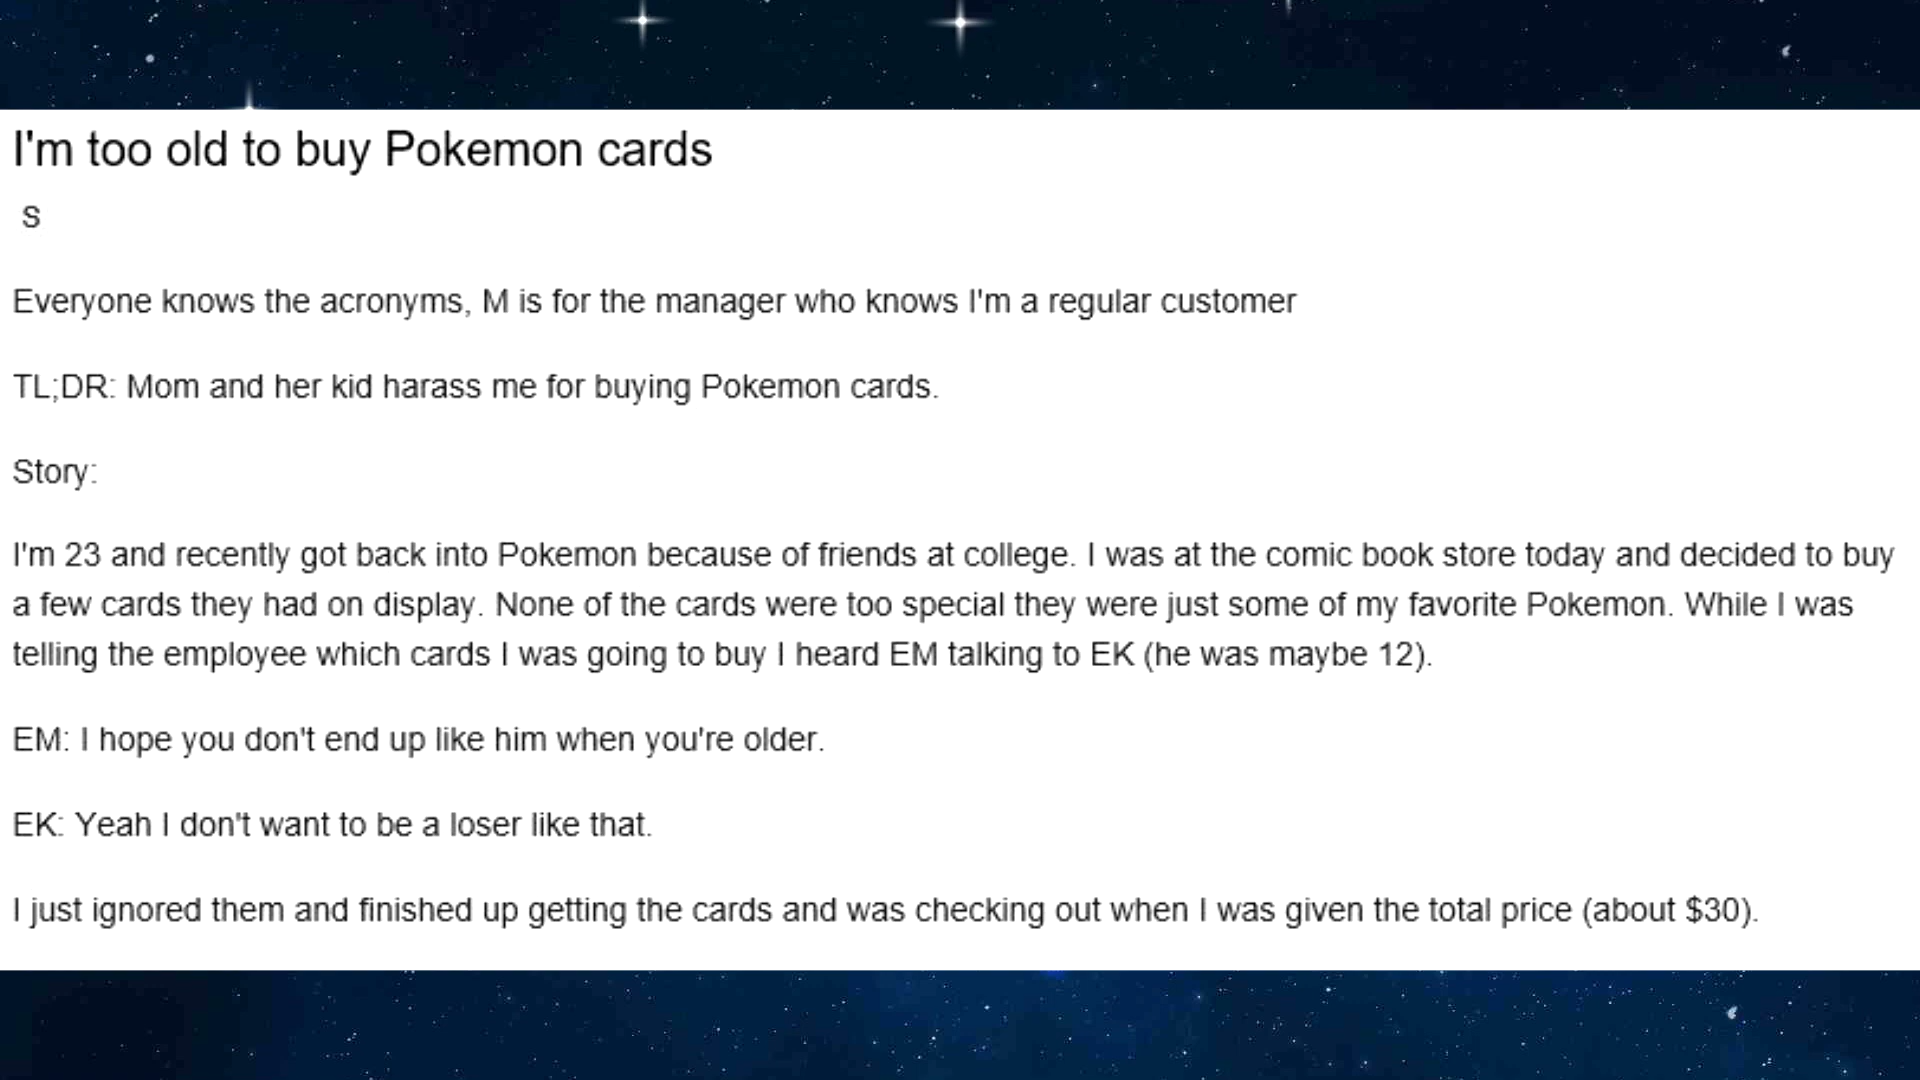 I'm too old to buy Pokemon cards
S
Everyone knows the acronyms, M is for the manager who knows I'm a regular customer
TL;DR: Mom and her kid harass me for buying Pokemon cards.
Story:
I'm 23 and recently got back into Pokemon because of friends at college. I was at the comic book store today and decided to buy
a few cards they had on display. None of the cards were too special they were just some of my favorite Pokemon. While I was
telling the employee which cards I was going to buy I heard EM talking to EK (he was maybe 12).
EM: I hope you don't end up like him when you're older.
EK: Yeah I don't want to be a loser like that.
I just ignored them and finished up getting the cards and was checking out when I was given the total price (about $30).